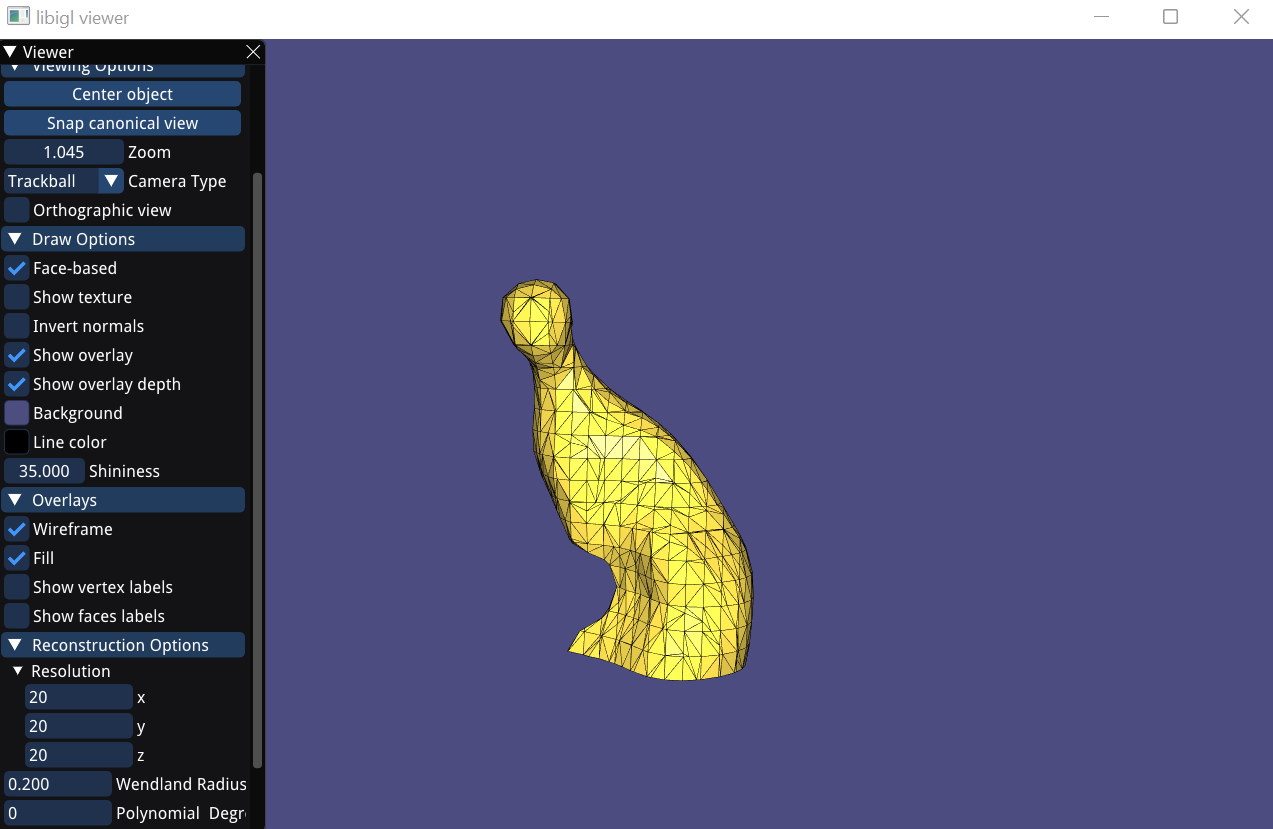 libigl viewer
Viewer
Viewing Options
Center object
Snap canonical view
1.045 Zoom
Trackball Camera Type
Orthographic view
Draw Options
Face-based
Show texture
Invert normals
Show overlay
Show overlay depth
Background
Line color
35.000 Shininess
Overlays
Wireframe
Fill
Show vertex labels
Show faces labels
Reconstruction Options
Resolution
20 x
20 y
20 z
0.200 Wendland Radius
0 Polynomial Degr